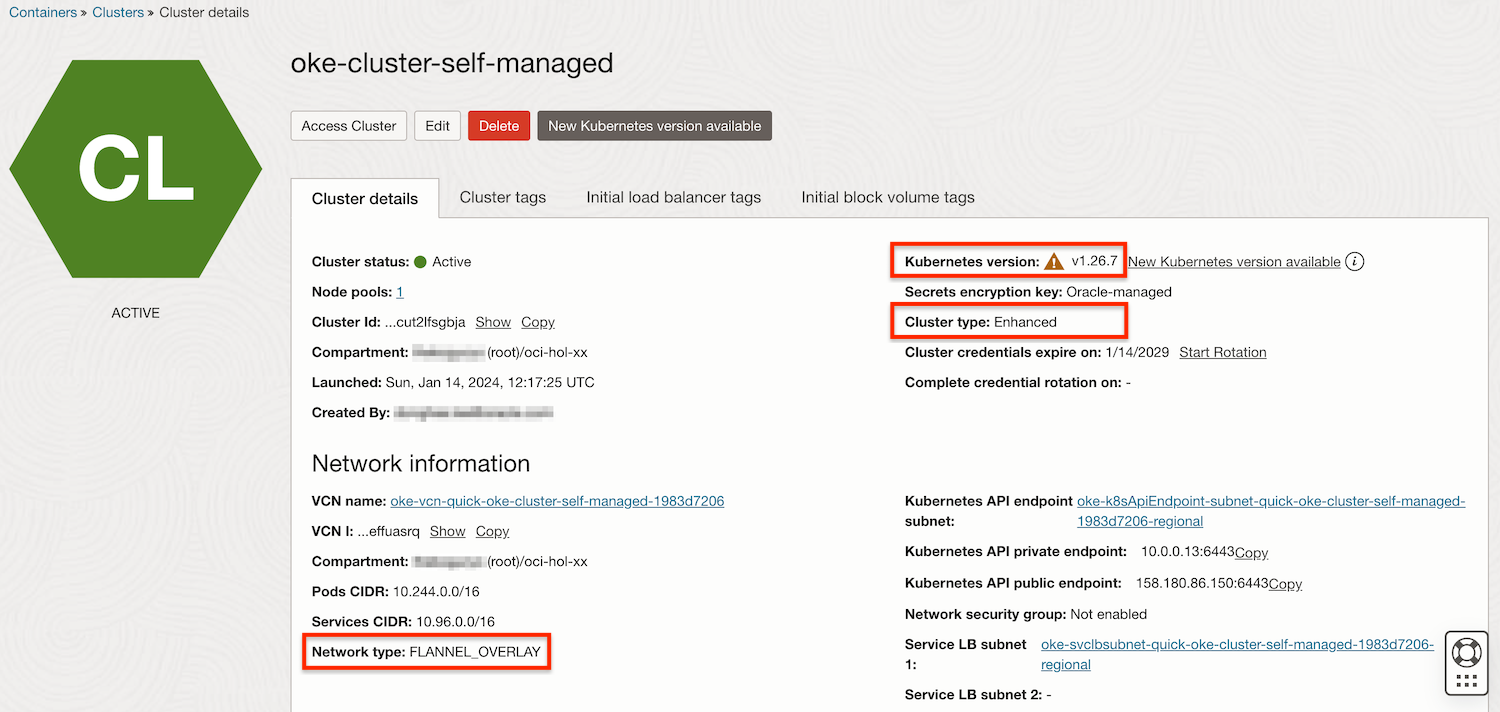 Containers » Clusters » Cluster details
CL
ACTIVE
oke-cluster-self-managed
Access Cluster Edit Delete New Kubernetes version available
Cluster details Cluster tags Initial load balancer tags Initial block volume tags
Cluster status: Active
Node pools: 1
Cluster Id: ...cut2lfsgbja Show Copy
Compartment: (root)/oci-hol-xx
Launched: Sun, Jan 14, 2024, 12:17:25 UTC
Created By:
Kubernetes version: v1.26.7 New Kubernetes version available
Secrets encryption key: Oracle-managed
Cluster type: Enhanced
Cluster credentials expire on: 1/14/2029 Start Rotation
Complete credential rotation on: -
Network information
VCN name: oke-vcn-quick-oke-cluster-self-managed-1983d7206
VCN I: ...effuasrq Show Copy
Compartment: (root)/oci-hol-xx
Pods CIDR: 10.244.0.0/16
Services CIDR: 10.96.0.0/16
Network type: FLANNEL_OVERLAY
Kubernetes API endpoint oke-k8sApiEndpoint-subnet-quick-oke-cluster-self-managed-
subnet: 1983d7206-regional
Kubernetes API private endpoint: 10.0.0.13:6443 Copy
Kubernetes API public endpoint: 158.180.86.150:6443 Copy
Network security group: Not enabled
Service LB subnet oke-svclbsubnet-quick-oke-cluster-self-managed-1983d7206-
1: regional
Service LB subnet 2: -